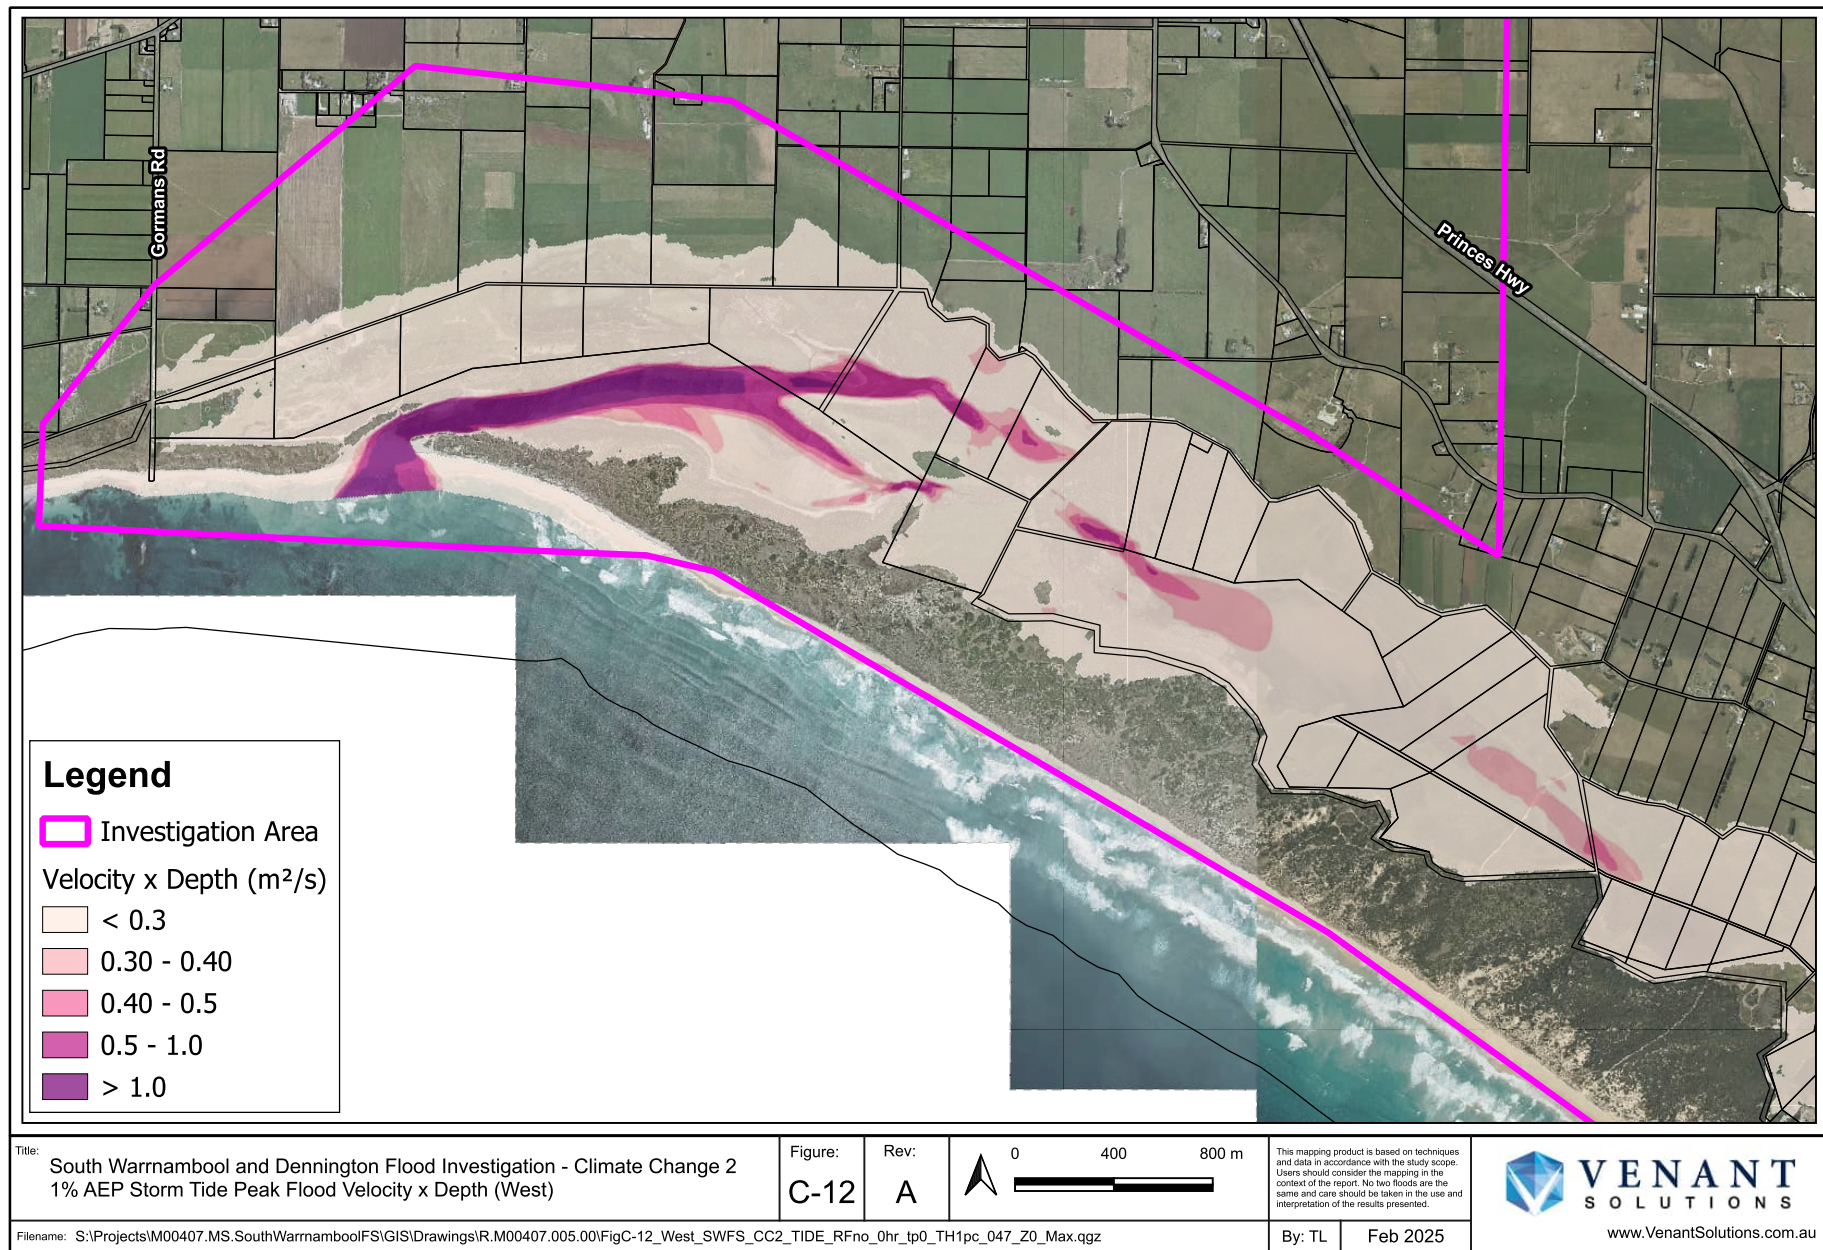 Gormans Rd
Princes Hwy
Legend
Investigation Area
Velocity x Depth (m²/s)
< 0.3
0.30 - 0.40
0.40 - 0.5
0.5 - 1.0
> 1.0
Title:
South Warrnambool and Dennington Flood Investigation - Climate Change 2
1% AEP Storm Tide Peak Flood Velocity x Depth (West)
Figure:
C-12
Rev:
A
0 400 800 m
This mapping product is based on techniques
and data in accordance with the study scope.
Users should consider the mapping in the
context of the report. No two floods are the
same and care should be taken in the use and
interpretation of the results presented.
VENANT
SOLUTIONS
www.VenantSolutions.com.au
Filename: S:\Projects\M00407.MS.SouthWarrnamboolFS\GIS\Drawings\R.M00407.005.00\FigC-12_West_SWFS_CC2_TIDE_RFno_0hr_tp0_TH1pc_047_Z0_Max.qgz
By: TL
Feb 2025